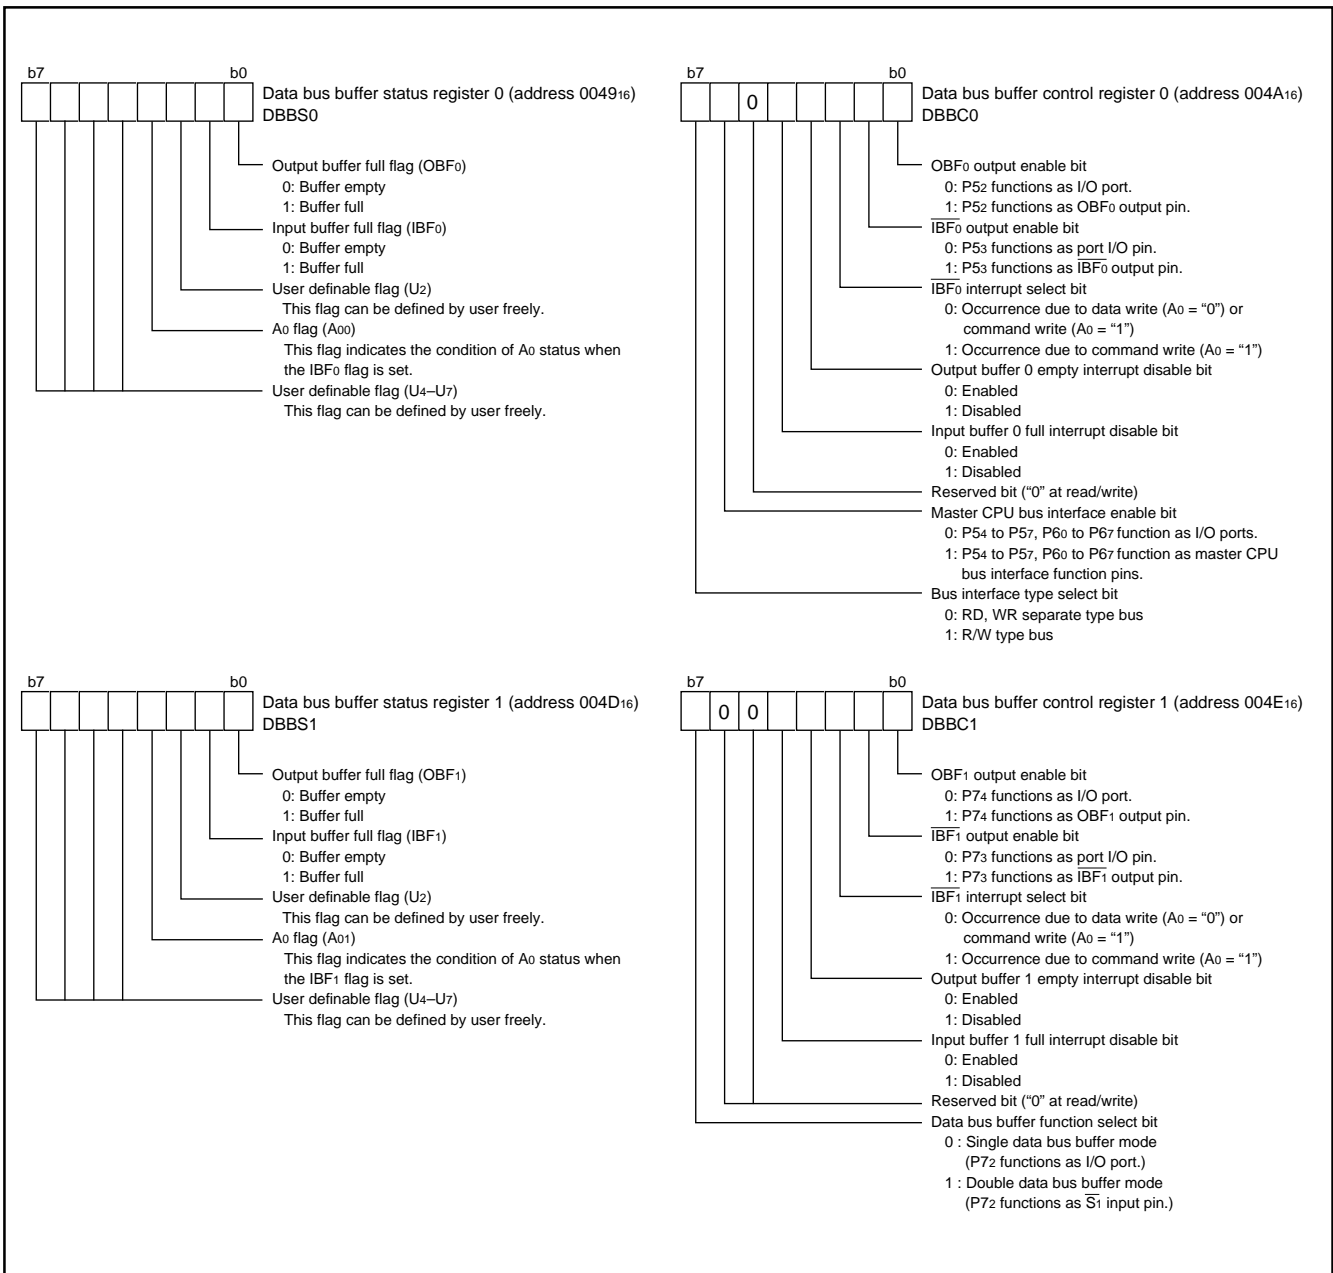 b7 b0
Data bus buffer status register 0 (address 004916)
DBBS0
Output buffer full flag (OBF0)
0: Buffer empty
1: Buffer full
Input buffer full flag (IBF0)
0: Buffer empty
1: Buffer full
User definable flag (U2)
This flag can be defined by user freely.
A0 flag (A00)
This flag indicates the condition of A0 status when
the IBF0 flag is set.
User definable flag (U4–U7)
This flag can be defined by user freely.
b7 b0
0
Data bus buffer control register 0 (address 004A16)
DBBC0
OBF0 output enable bit
0: P52 functions as I/O port.
1: P52 functions as OBF0 output pin.
IBF0 output enable bit
0: P53 functions as port I/O pin.
1: P53 functions as IBF0 output pin.
IBF0 interrupt select bit
0: Occurrence due to data write (A0 = “0”) or
command write (A0 = “1”)
1: Occurrence due to command write (A0 = “1”)
Output buffer 0 empty interrupt disable bit
0: Enabled
1: Disabled
Input buffer 0 full interrupt disable bit
0: Enabled
1: Disabled
Reserved bit (“0” at read/write)
Master CPU bus interface enable bit
0: P54 to P57, P60 to P67 function as I/O ports.
1: P54 to P57, P60 to P67 function as master CPU
bus interface function pins.
Bus interface type select bit
0: RD, WR separate type bus
1: R/W type bus
b7 b0
Data bus buffer status register 1 (address 004D16)
DBBS1
Output buffer full flag (OBF1)
0: Buffer empty
1: Buffer full
Input buffer full flag (IBF1)
0: Buffer empty
1: Buffer full
User definable flag (U2)
This flag can be defined by user freely.
A0 flag (A01)
This flag indicates the condition of A0 status when
the IBF1 flag is set.
User definable flag (U4–U7)
This flag can be defined by user freely.
b7 b0
0 0
Data bus buffer control register 1 (address 004E16)
DBBC1
OBF1 output enable bit
0: P74 functions as I/O port.
1: P74 functions as OBF1 output pin.
IBF1 output enable bit
0: P73 functions as port I/O pin.
1: P73 functions as IBF1 output pin.
IBF1 interrupt select bit
0: Occurrence due to data write (A0 = “0”) or
command write (A0 = “1”)
1: Occurrence due to command write (A0 = “1”)
Output buffer 1 empty interrupt disable bit
0: Enabled
1: Disabled
Input buffer 1 full interrupt disable bit
0: Enabled
1: Disabled
Reserved bit (“0” at read/write)
Data bus buffer function select bit
0 : Single data bus buffer mode
(P72 functions as I/O port.)
1 : Double data bus buffer mode
(P72 functions as S1 input pin.)